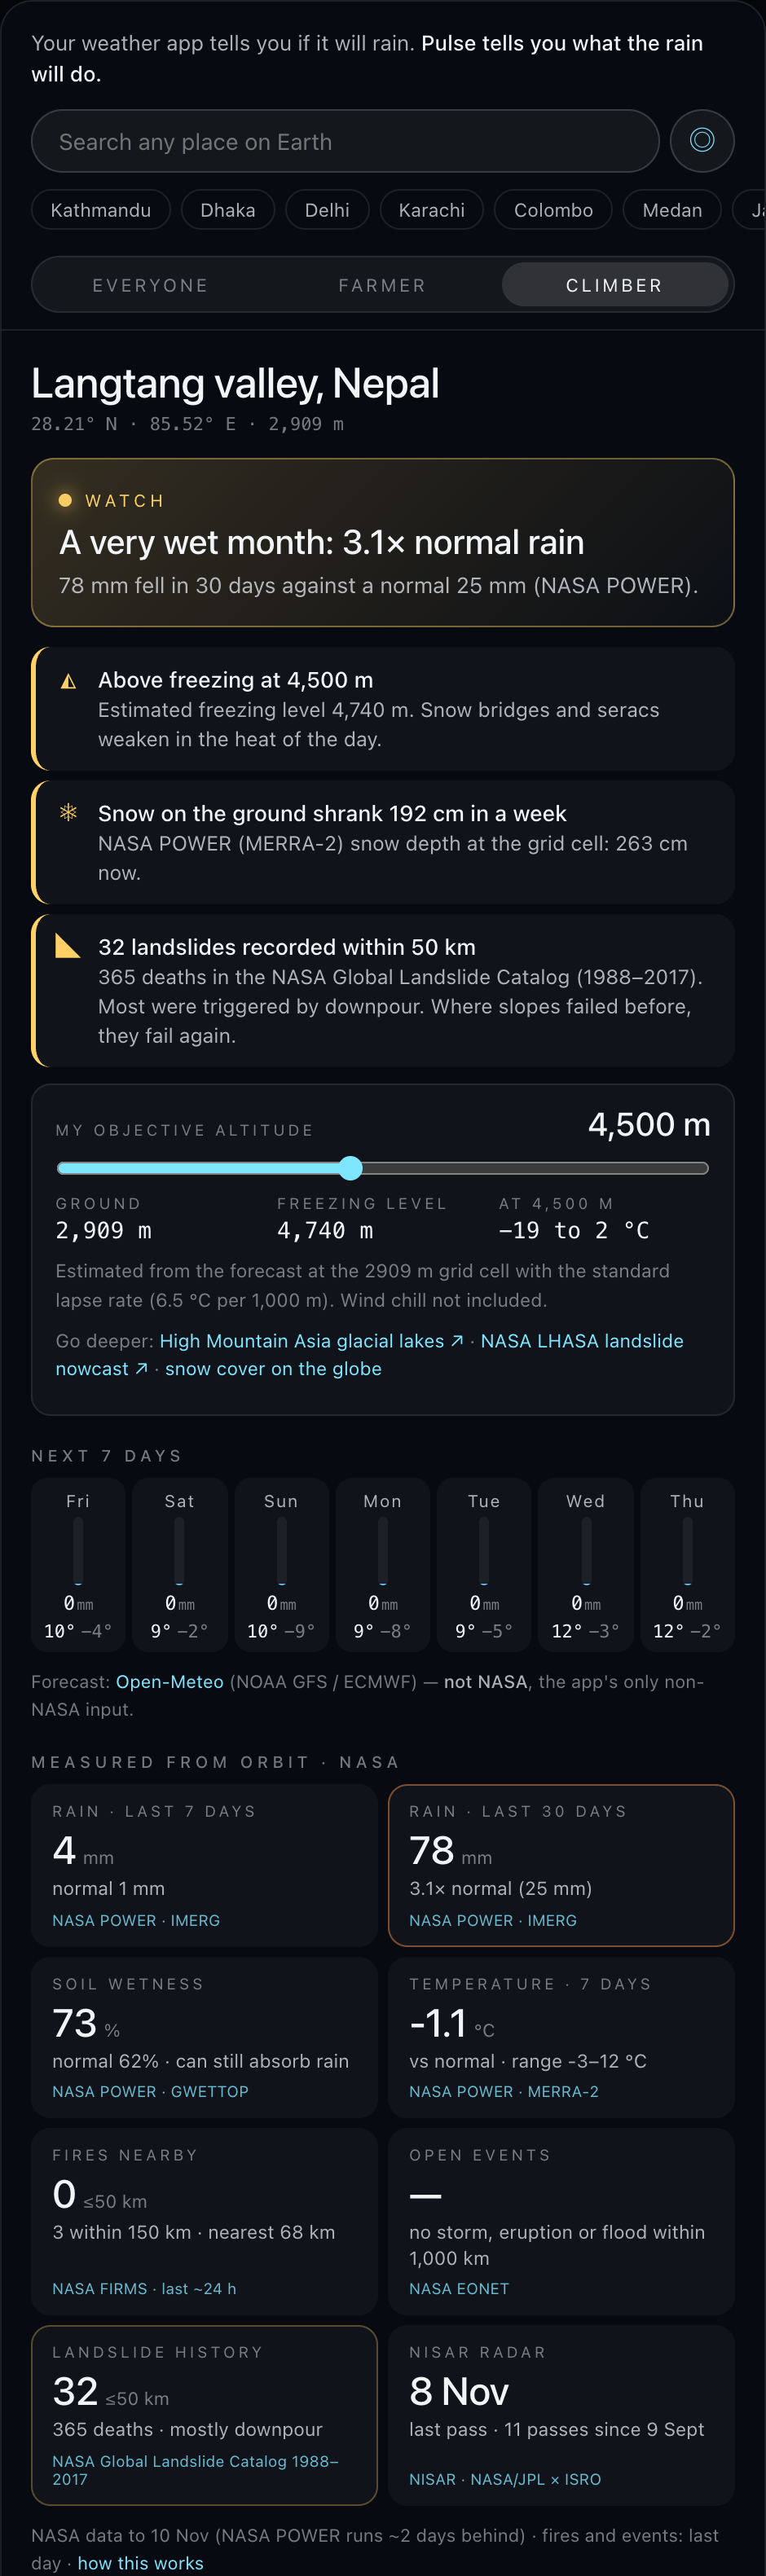 Your weather app tells you if it will rain. Pulse tells you what the rain
will do.
Search any place on Earth
Kathmandu Dhaka Delhi Karachi Colombo Medan
EVERYONE FARMER CLIMBER
Langtang valley, Nepal
28.21° N · 85.52° E · 2,909 m
WATCH
A very wet month: 3.1× normal rain
78 mm fell in 30 days against a normal 25 mm (NASA POWER).
Above freezing at 4,500 m
Estimated freezing level 4,740 m. Snow bridges and seracs
weaken in the heat of the day.
Snow on the ground shrank 192 cm in a week
NASA POWER (MERRA-2) snow depth at the grid cell: 263 cm
now.
32 landslides recorded within 50 km
365 deaths in the NASA Global Landslide Catalog (1988–2017).
Most were triggered by downpour. Where slopes failed before,
they fail again.
MY OBJECTIVE ALTITUDE 4,500 m
GROUND FREEZING LEVEL AT 4,500 M
2,909 m 4,740 m −19 to 2 °C
Estimated from the forecast at the 2909 m grid cell with the standard
lapse rate (6.5 °C per 1,000 m). Wind chill not included.
Go deeper: High Mountain Asia glacial lakes ↗ · NASA LHASA landslide
nowcast ↗ · snow cover on the globe
NEXT 7 DAYS
Fri Sat Sun Mon Tue Wed Thu
0mm 0mm 0mm 0mm 0mm 0mm 0mm
10° −4° 9° −2° 10° −9° 9° −8° 9° −5° 12° −3° 12° −2°
Forecast: Open-Meteo (NOAA GFS / ECMWF) — not NASA, the app's only non-
NASA input.
MEASURED FROM ORBIT · NASA
RAIN · LAST 7 DAYS
4 mm
normal 1 mm
NASA POWER · IMERG
RAIN · LAST 30 DAYS
78 mm
3.1× normal (25 mm)
NASA POWER · IMERG
SOIL WETNESS
73 %
normal 62% · can still absorb rain
NASA POWER · GWETTOP
TEMPERATURE · 7 DAYS
-1.1 °C
vs normal · range -3–12 °C
NASA POWER · MERRA-2
FIRES NEARBY
0 ≤50 km
3 within 150 km · nearest 68 km
NASA FIRMS · last ~24 h
OPEN EVENTS
—
no storm, eruption or flood within
1,000 km
NASA EONET
LANDSLIDE HISTORY
32 ≤50 km
365 deaths · mostly downpour
NASA Global Landslide Catalog 1988–
2017
NISAR RADAR
8 Nov
last pass · 11 passes since 9 Sept
NISAR · NASA/JPL × ISRO
NASA data to 10 Nov (NASA POWER runs ~2 days behind) · fires and events: last
day · how this works